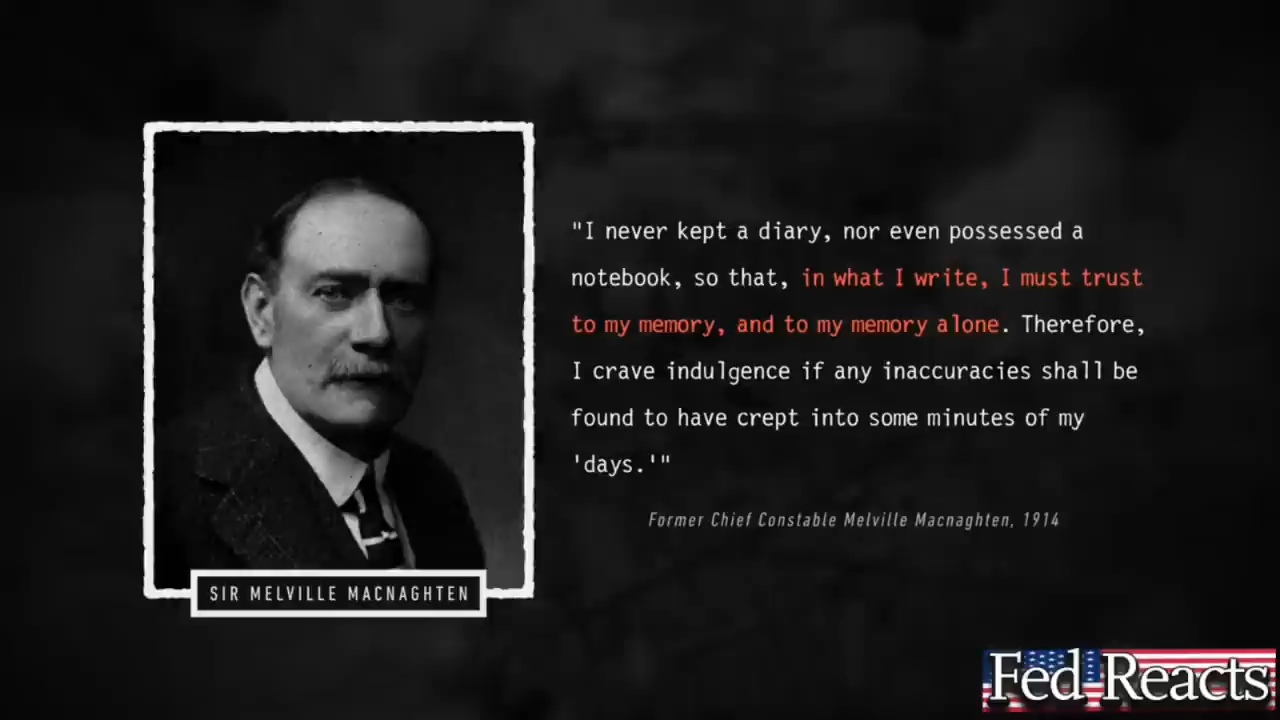 "I never kept a diary, nor even possessed a
notebook, so that, in what I write, I must trust
to my memory, and to my memory alone. Therefore,
I crave indulgence if any inaccuracies shall be
found to have crept into some minutes of my
'days.'"
Former Chief Constable Melville Macnaghten, 1914
SIR MELVILLE MACNAGHTEN
Fed Reacts